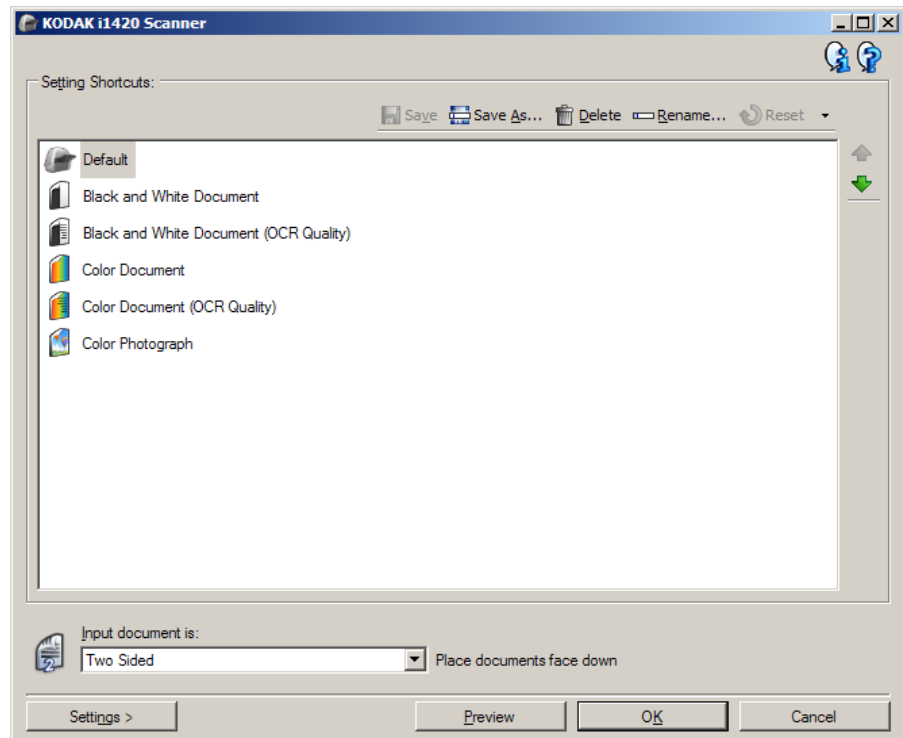 KODAK i1420 Scanner
Setting Shortcuts:
Save Save As... Delete Rename... Reset
Default
Black and White Document
Black and White Document (OCR Quality)
Color Document
Color Document (OCR Quality)
Color Photograph
Input document is:
2
Two Sided Place documents face down
Settings > Preview OK Cancel